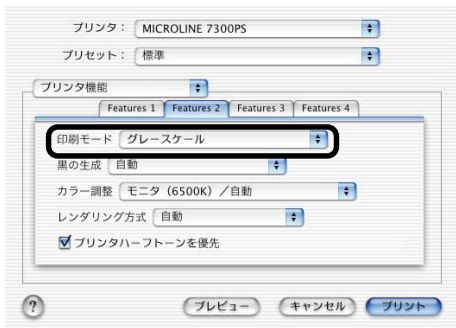 プリンタ： MICROLINE 7300PS
プリセット： 標準
プリンタ機能
Features 1 Features 2 Features 3 Features 4
印刷モード グレースケール
黒の生成 自動
カラー調整 モニタ（6500K）／自動
レンダリング方式 自動
プリンタハーフトーンを優先
? プレビュー キャンセル プリント